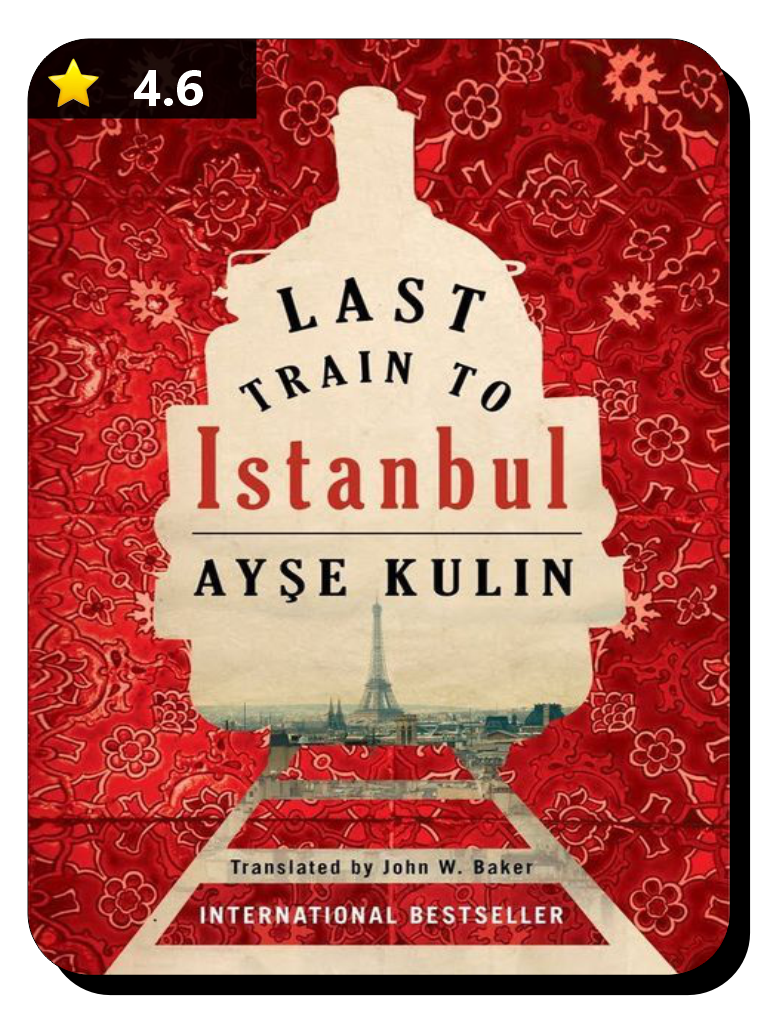 4.6
LAST
TRAIN TO
Istanbul
AYŞE KULIN
Translated by John W. Baker
INTERNATIONAL BESTSELLER